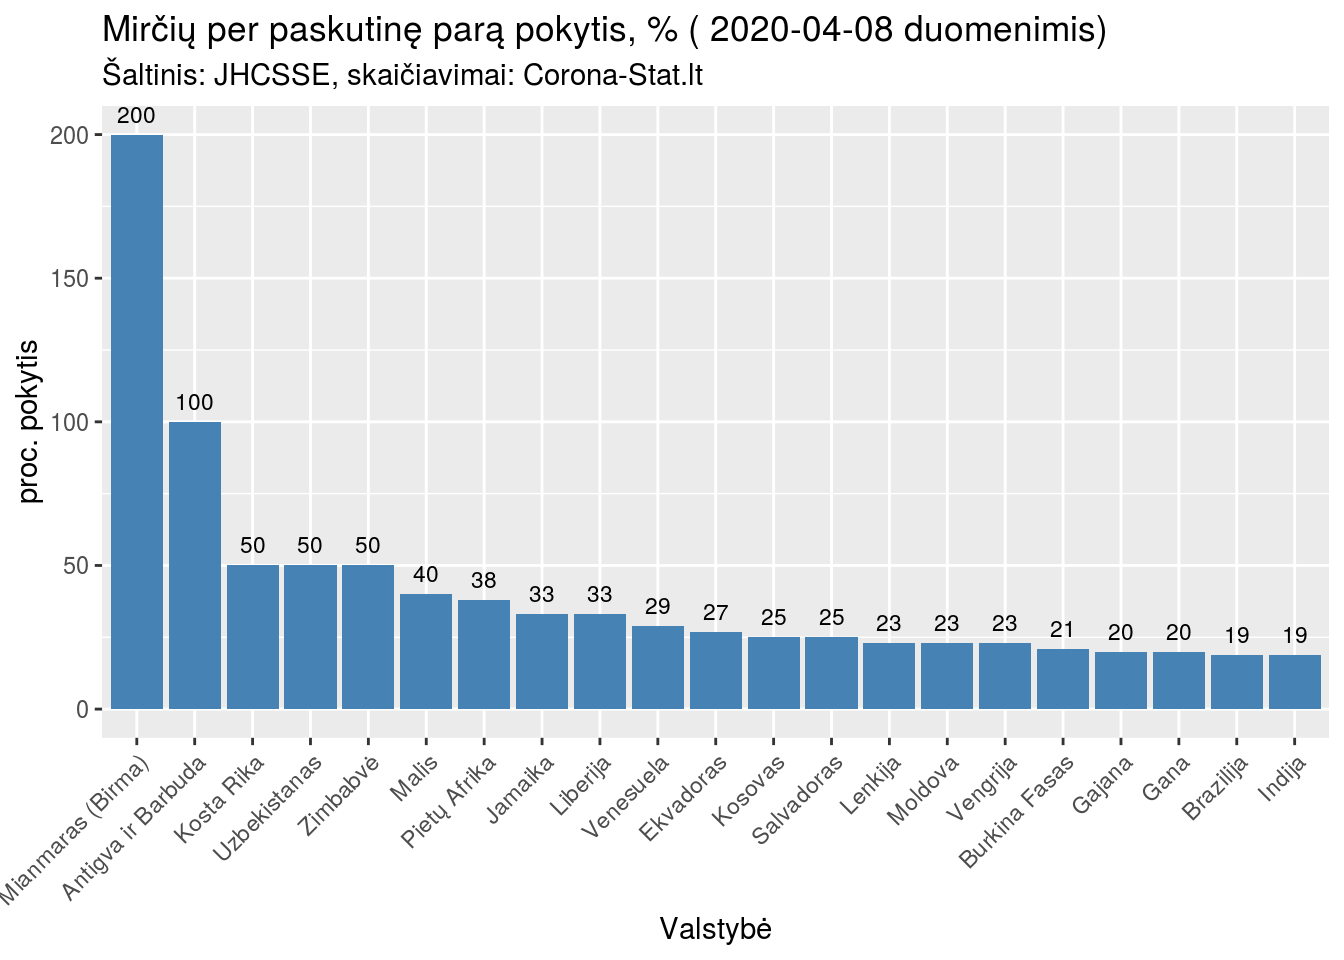 Mirčių per paskutinę parą pokytis, % ( 2020-04-08 duomenimis)
Šaltinis: JHCSSE, skaičiavimai: Corona-Stat.lt
proc. pokytis
200
150
100
50
0
200
100
50
50
50
40
38
33
33
29
27
25
25
23
23
23
21
20
20
19
19
Mianmaras (Birma)
Antigva ir Barbuda
Kosta Rika
Uzbekistanas
Zimbabvė
Malis
Pietų Afrika
Jamaika
Liberija
Venesuela
Ekvadoras
Kosovas
Salvadoras
Lenkija
Moldova
Vengrija
Burkina Fasas
Gajana
Gana
Brazilija
Indija
Valstybė